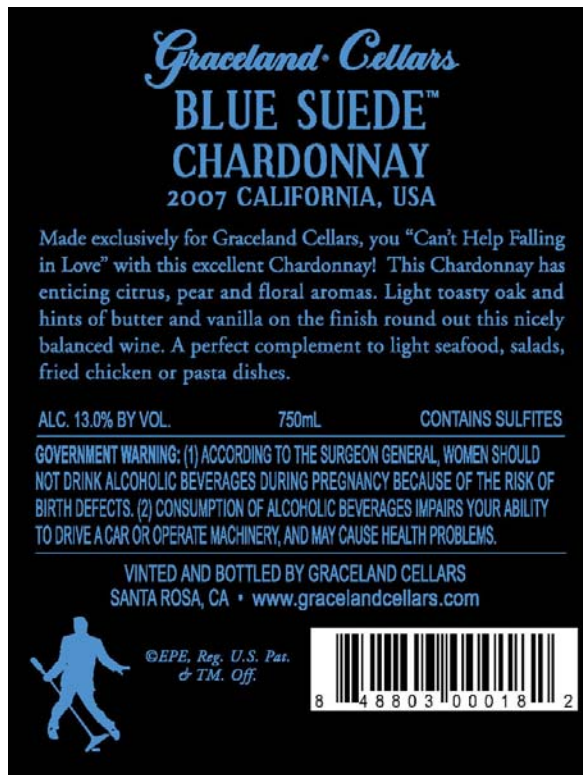 Graceland · Cellars
BLUE SUEDE™
CHARDONNAY
2007 CALIFORNIA, USA
Made exclusively for Graceland Cellars, you “Can’t Help Falling
in Love” with this excellent Chardonnay! This Chardonnay has
enticing citrus, pear and floral aromas. Light toasty oak and
hints of butter and vanilla on the finish round out this nicely
balanced wine. A perfect complement to light seafood, salads,
fried chicken or pasta dishes.
ALC. 13.0% BY VOL. 750mL CONTAINS SULFITES
GOVERNMENT WARNING: (1) ACCORDING TO THE SURGEON GENERAL, WOMEN SHOULD
NOT DRINK ALCOHOLIC BEVERAGES DURING PREGNANCY BECAUSE OF THE RISK OF
BIRTH DEFECTS. (2) CONSUMPTION OF ALCOHOLIC BEVERAGES IMPAIRS YOUR ABILITY
TO DRIVE A CAR OR OPERATE MACHINERY, AND MAY CAUSE HEALTH PROBLEMS.
VINTED AND BOTTLED BY GRACELAND CELLARS
SANTA ROSA, CA • www.gracelandcellars.com
©EPE, Reg. U.S. Pat.
& TM. Off.
8 48803 00018 2